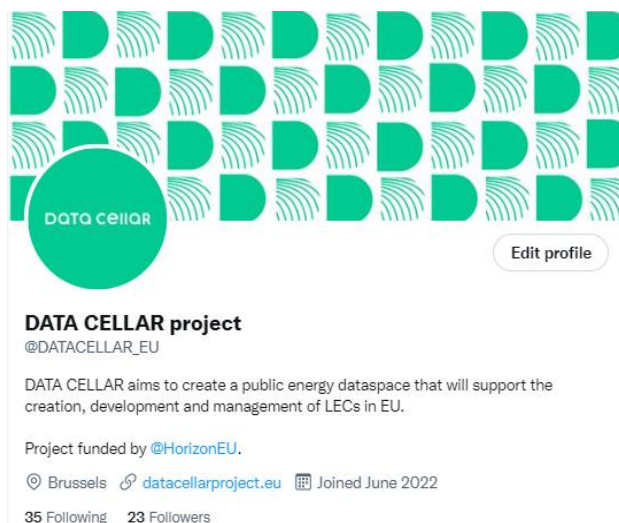 DATA CELLAR
Edit profile
DATA CELLAR project
@DATACELLAR_EU
DATA CELLAR aims to create a public energy dataspace that will support the
creation, development and management of LECs in EU.
Project funded by @HorizonEU.
Brussels datacellarproject.eu Joined June 2022
35 Following 23 Followers